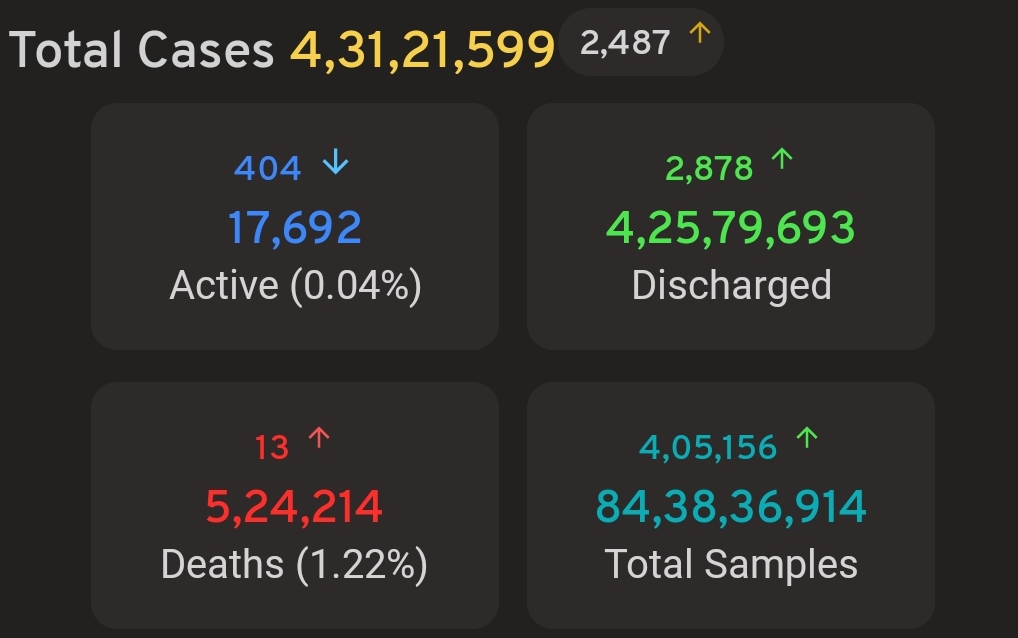 Total Cases 4,31,21,599 2,487 ↑
404 ↓
17,692
Active (0.04%)
2,878 ↑
4,25,79,693
Discharged
13 ↑
5,24,214
Deaths (1.22%)
4,05,156 ↑
84,38,36,914
Total Samples